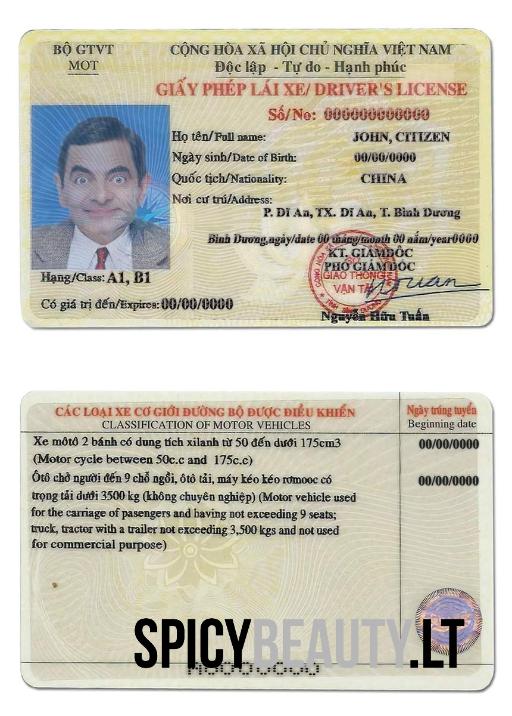 BỘ GTVT
MOT
CỘNG HÒA XÃ HỘI CHỦ NGHĨA VIỆT NAM
Độc lập - Tự do - Hạnh phúc
GIẤY PHÉP LÁI XE/ DRIVER'S LICENSE
Số/No: 000000000000
Họ tên/Full name: JOHN, CITIZEN
Ngày sinh/Date of Birth: 00/00/0000
Quốc tịch/Nationality: CHINA
Nơi cư trú/Address:
P. Dĩ An, TX. Dĩ An, T. Bình Dương
Bình Dương,ngày/date 00 tháng/month 00 năm/year0000
KT. GIÁM ĐỐC
PHÓ GIÁM ĐỐC
SỞ
GIAO THÔNG
VẬN TẢI
Nguyễn Hữu Tuấn
Hạng/Class: A1, B1
Có giá trị đến/Expires: 00/00/0000
CÁC LOẠI XE CƠ GIỚI ĐƯỜNG BỘ ĐƯỢC ĐIỀU KHIỂN
CLASSIFICATION OF MOTOR VEHICLES
Ngày trúng tuyển
Beginning date
Xe môtô 2 bánh có dung tích xilanh từ 50 đến dưới 175cm3
(Motor cycle between 50c.c and 175c.c)
00/00/0000
Ôtô chở người đến 9 chỗ ngồi, ôtô tải, máy kéo kéo rơmooc có
trọng tải dưới 3500 kg (không chuyên nghiệp) (Motor vehicle used
for the carriage of pasengers and having not exceeding 9 seats;
truck, tractor with a trailer not exceeding 3,500 kgs and not used
for commercial purpose)
00/00/0000
SPICYBEAUTY.LT